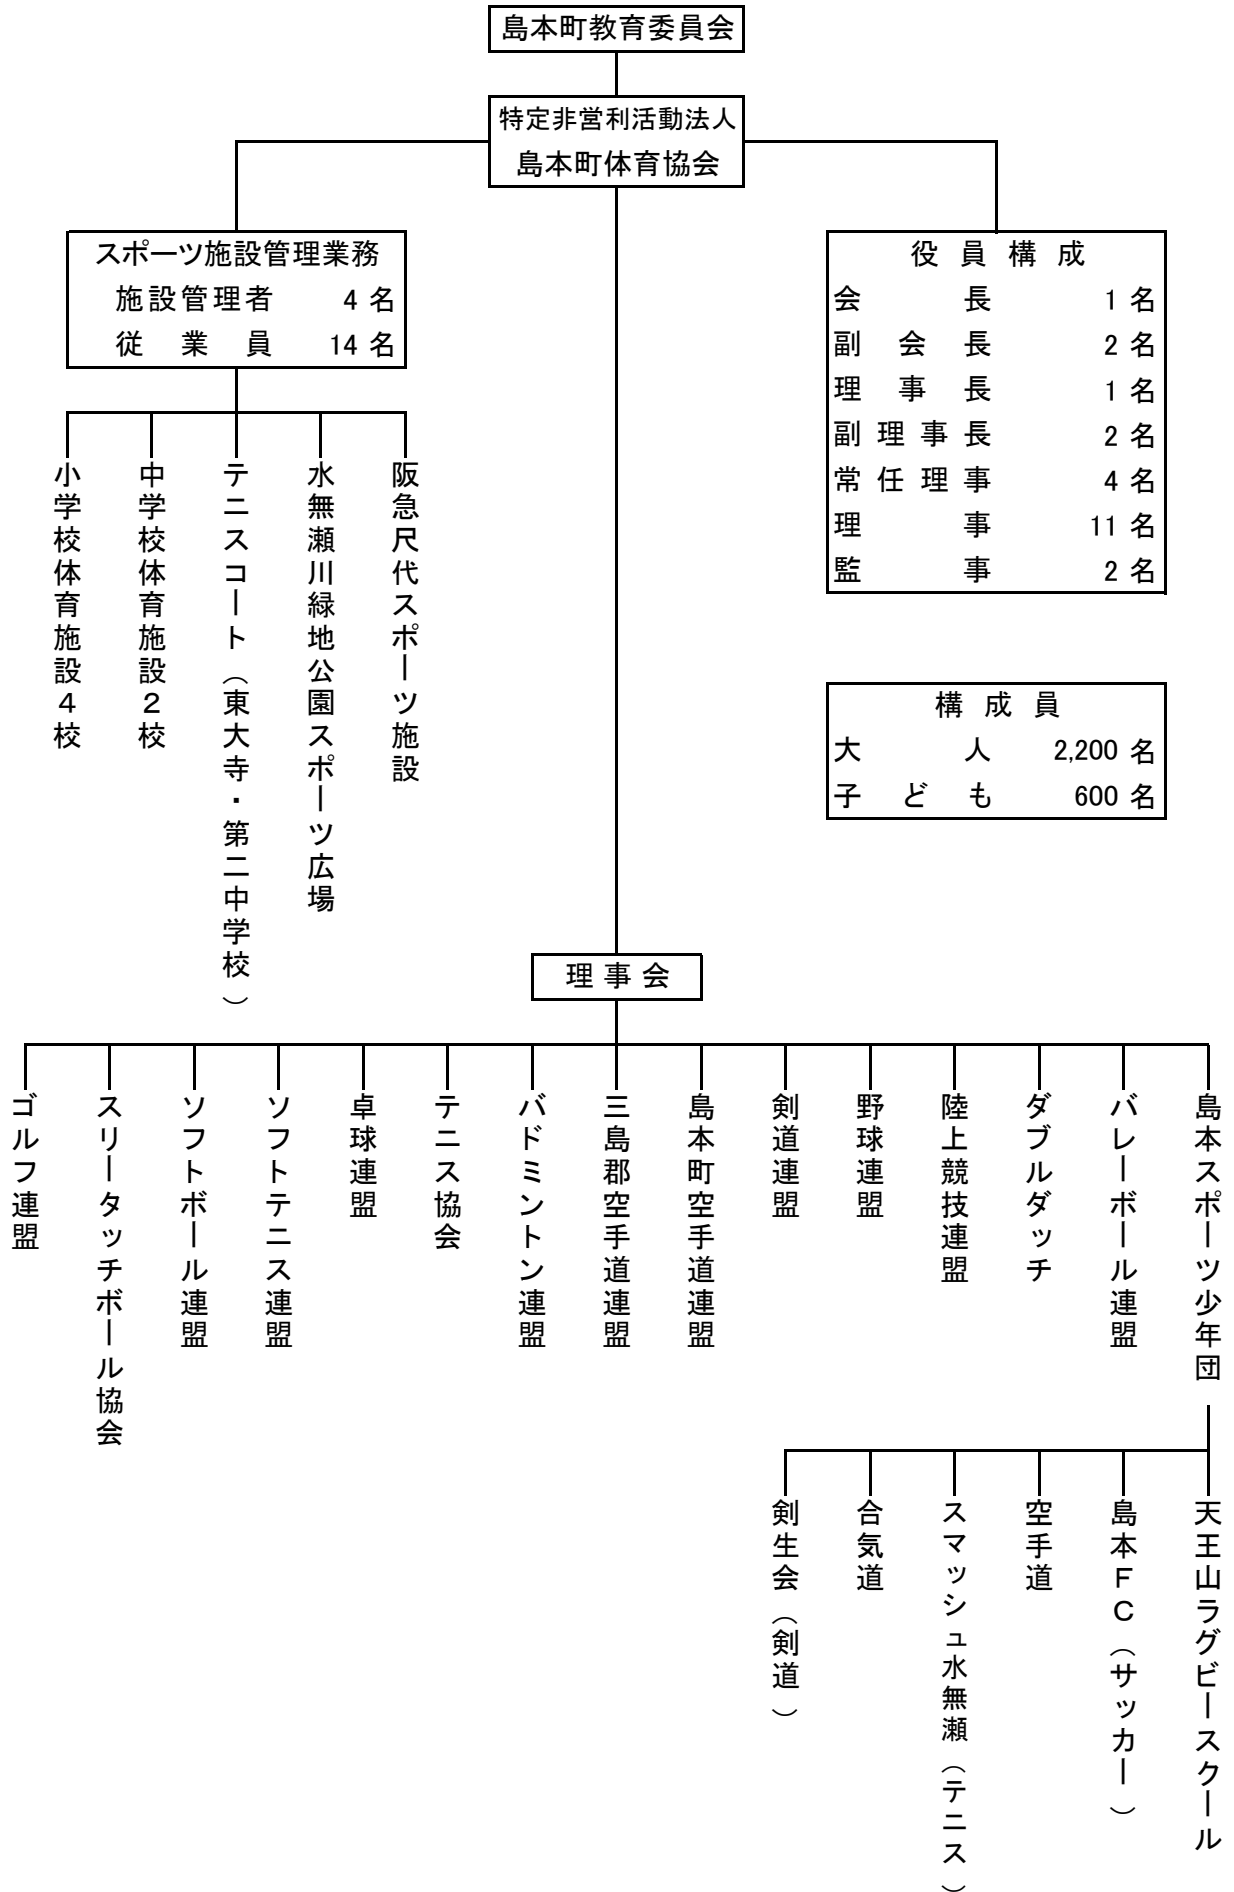 島本町教育委員会
特定非営利活動法人
島本町体育協会
スポーツ施設管理業務
施設管理者 4 名
従業員 14 名
役員構成
会長 1 名
副会長 2 名
理事長 1 名
副理事長 2 名
常任理事 4 名
理事 11 名
監事 2 名
小学校体育施設4校
中学校体育施設2校
テニスコート（東大寺・第二中学校）
水無瀬川緑地公園スポーツ広場
阪急尺代スポーツ施設
構成員
大人 2,200 名
子ども 600 名
理事会
ゴルフ連盟
スリータッチボール協会
ソフトボール連盟
ソフトテニス連盟
卓球連盟
テニス協会
バドミントン連盟
三島郡空手道連盟
島本町空手道連盟
剣道連盟
野球連盟
陸上競技連盟
ダブルダッチ
バレーボール連盟
島本スポーツ少年団
剣生会（剣道）
合気道
スマッシュ水無瀬（テニス）
空手道
島本FC（サッカー）
天王山ラグビースクール